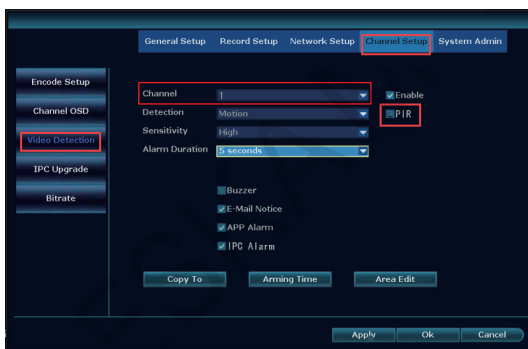 General Setup Record Setup Network Setup Channel Setup System Admin
Encode Setup
Channel OSD
Video Detection
IPC Upgrade
Bitrate
Channel 1 Enable
Detection Motion PIR
Sensitivity High
Alarm Duration 5 seconds
Buzzer
E-Mail Notice
APP Alarm
IPC Alarm
Copy To Arming Time Area Edit
Apply Ok Cancel